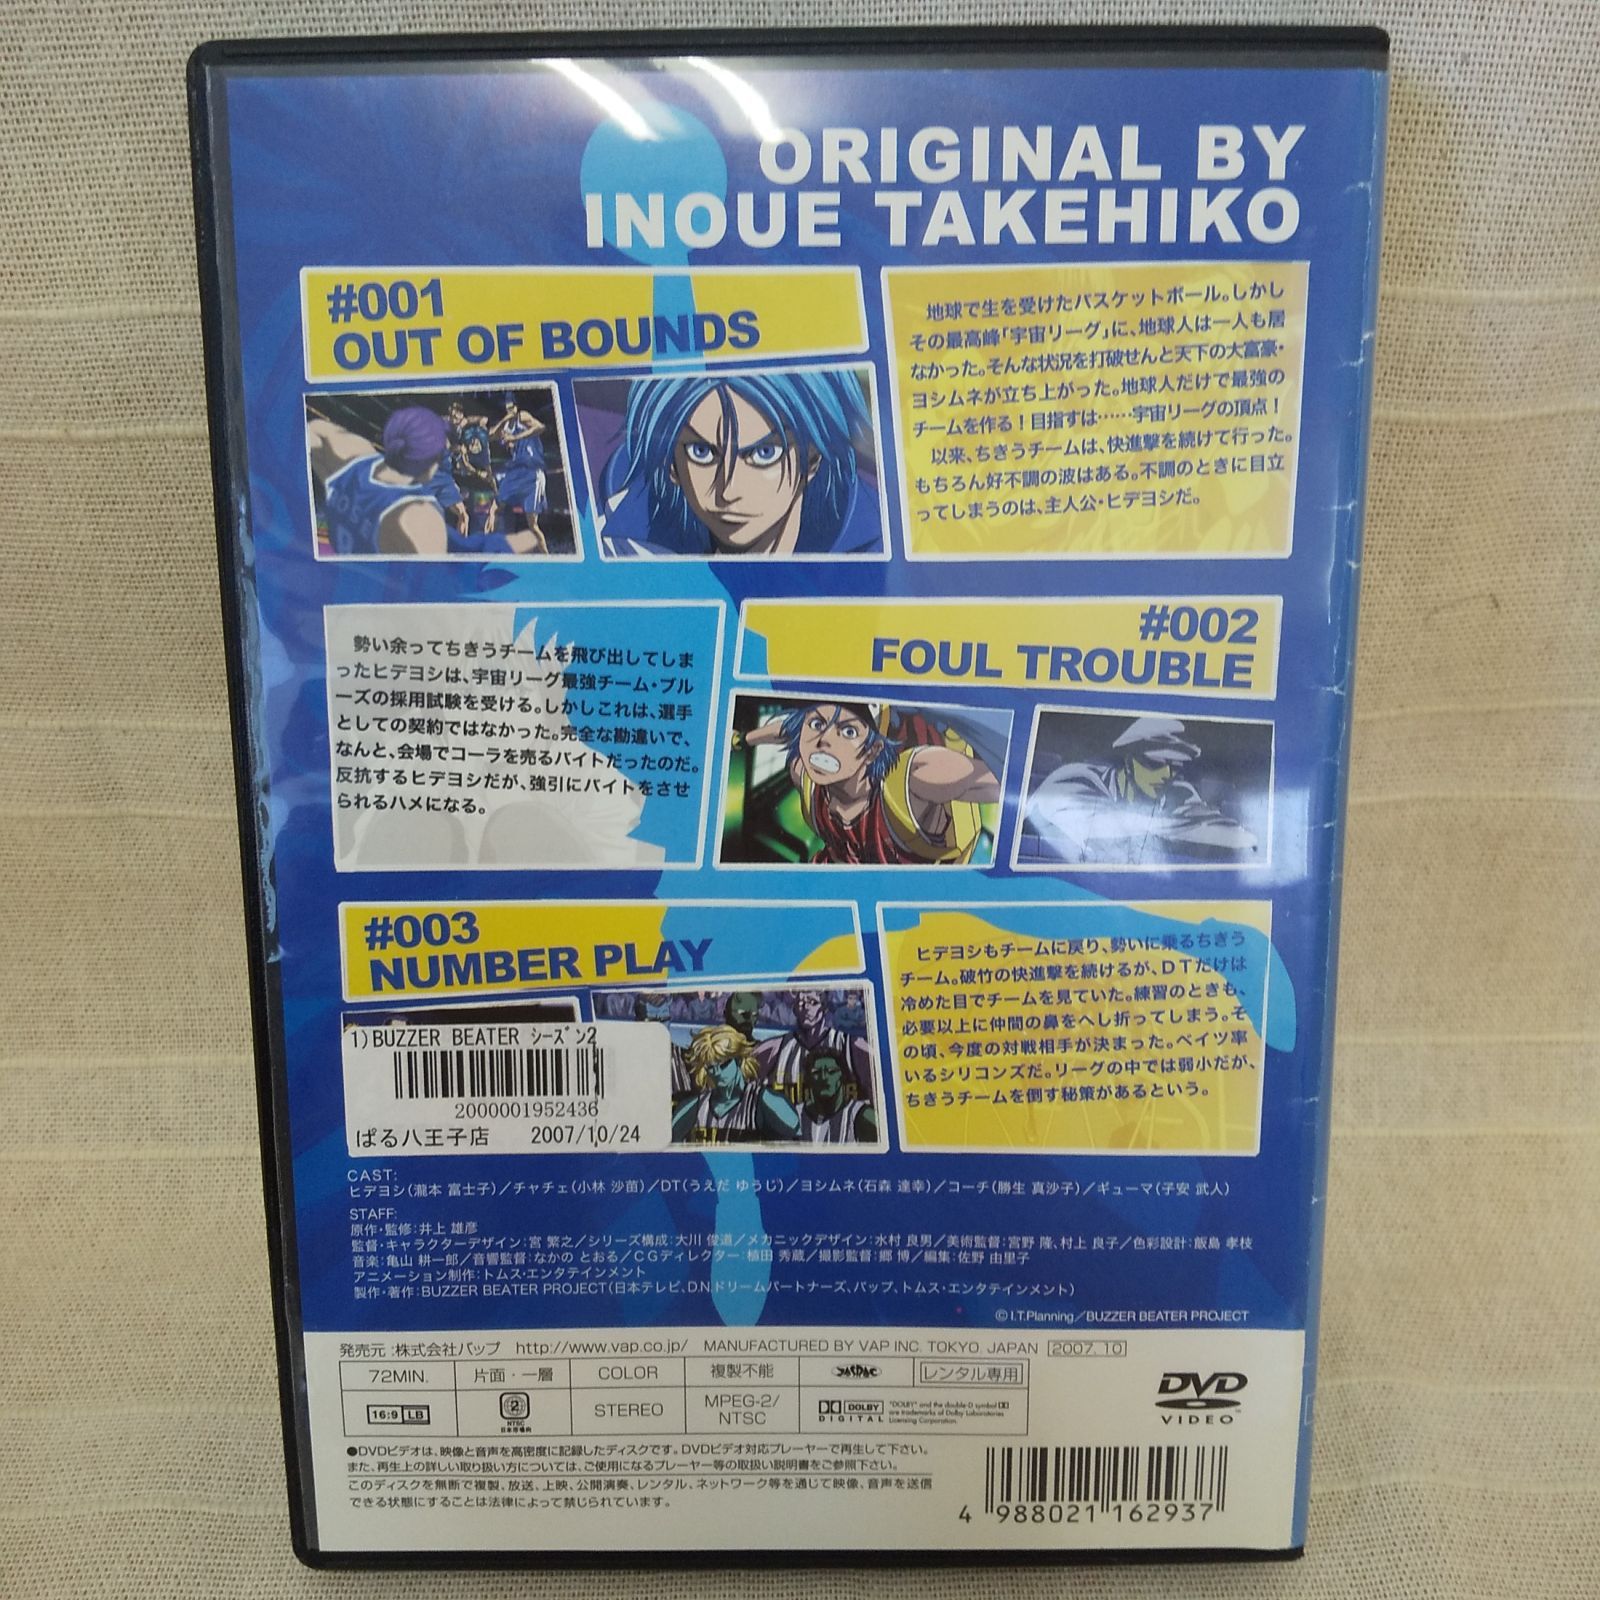 ORIGINAL BY
INOUE TAKEHIKO
#001
OUT OF BOUNDS
地球で生を受けたバスケットボール。しかし
その最高峰「宇宙リーグ」に、地球人は一人も居
なかった。そんな状況を打破せんと天下の大富豪・
ヨシムネが立ち上がった。地球人だけで最強の
チームを作る！目指すは……宇宙リーグの頂点！
以来、ちきうチームは、快進撃を続けて行った。
もちろん好不調の波はある。不調のときに目立
ってしまうのは、主人公・ヒデヨシだ。
#002
FOUL TROUBLE
勢い余ってちきうチームを飛び出してしま
ったヒデヨシは、宇宙リーグ最強チーム・ブル
ーズの採用試験を受ける。しかしこれは、選手
としての契約ではなかった。完全な勘違いで、
なんと、会場でコーラを売るバイトだったのだ。
反抗するヒデヨシだが、強引にバイトをさせ
られるハメになる。
#003
NUMBER PLAY
ヒデヨシもチームに戻り、勢いに乗るちきう
チーム。破竹の快進撃を続けるが、DTだけは
冷めた目でチームを見ていた。練習のときも、
必要以上に仲間の鼻をへし折ってしまう。そ
の頃、今度の対戦相手が決まった。ベイツ率
いるシリコンズだ。リーグの中では弱小だが、
ちきうチームを倒す秘策があるという。
1)BUZZER BEATER ｼｰｽﾞﾝ2
2000001952436
ぱる八王子店 2007/10/24
CAST:
ヒデヨシ(瀧本 富士子)／チャチェ(小林 沙苗)／DT(うえだ ゆうじ)／ヨシムネ(石森 達幸)／コーチ(勝生 真沙子)／ギューマ(子安 武人)
STAFF:
原作・監修：井上 雄彦
監督・キャラクターデザイン：宮 繁之／シリーズ構成：大川 俊道／メカニックデザイン：水村 良男／美術監督：宮野 隆、村上 良子／色彩設計：飯島 孝枝
音楽：亀山 耕一郎／音響監督：なかの とおる／CGディレクター：植田 秀蔵／撮影監督：郷 博／編集：佐野 由里子
アニメーション制作：トムス・エンタテインメント
製作・著作：BUZZER BEATER PROJECT(日本テレビ、D.N.ドリームパートナーズ、バップ、トムス・エンタテインメント)
©I.T.Planning／BUZZER BEATER PROJECT
発売元：株式会社バップ http://www.vap.co.jp/ MANUFACTURED BY VAP INC. TOKYO, JAPAN 2007.10
72MIN. 片面・一層 COLOR 複製不能 JASRAC レンタル専用
16:9 LB 2 NTSC 日本市場向 STEREO MPEG-2/NTSC DOLBY DIGITAL "DOLBY" and the double-D symbol are trademarks of Dolby Laboratories Licensing Corporation.
DVD VIDEO
●DVDビデオは、映像と音声を高密度に記録したディスクです。DVDビデオ対応プレーヤーで再生して下さい。
また、再生上の詳しい取り扱い方については、ご使用になるプレーヤー等の取扱い説明書をご参照下さい。
このディスクを無断で複製、放送、上映、公開演奏、レンタル、ネットワーク等を通じて映像、音声を送信
できる状態にすることは法律によって禁じられています。
4 988021 162937